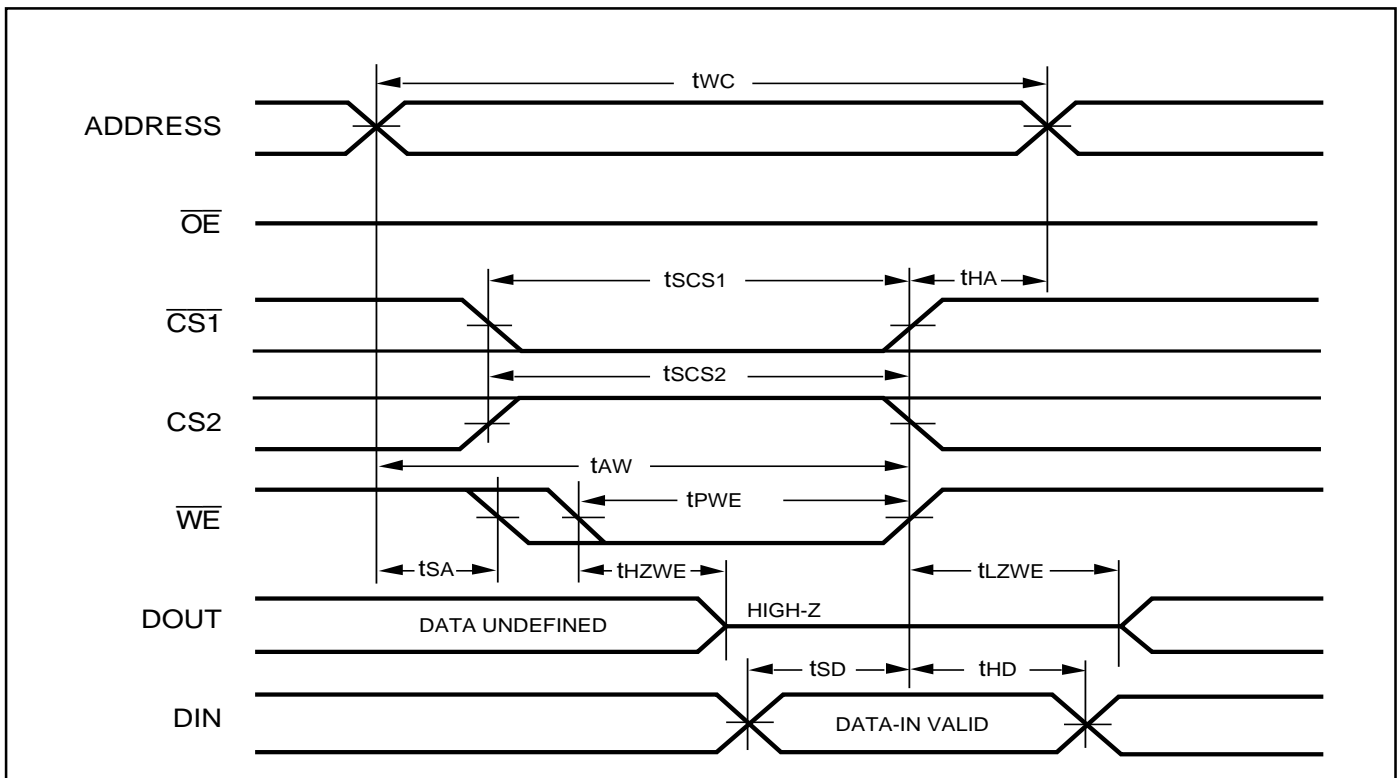 tWC
ADDRESS
OE
tSCS1
tHA
CS1
tSCS2
CS2
tAW
tPWE
WE
tSA
tHZWE
tLZWE
DOUT
DATA UNDEFINED
HIGH-Z
tSD
tHD
DIN
DATA-IN VALID